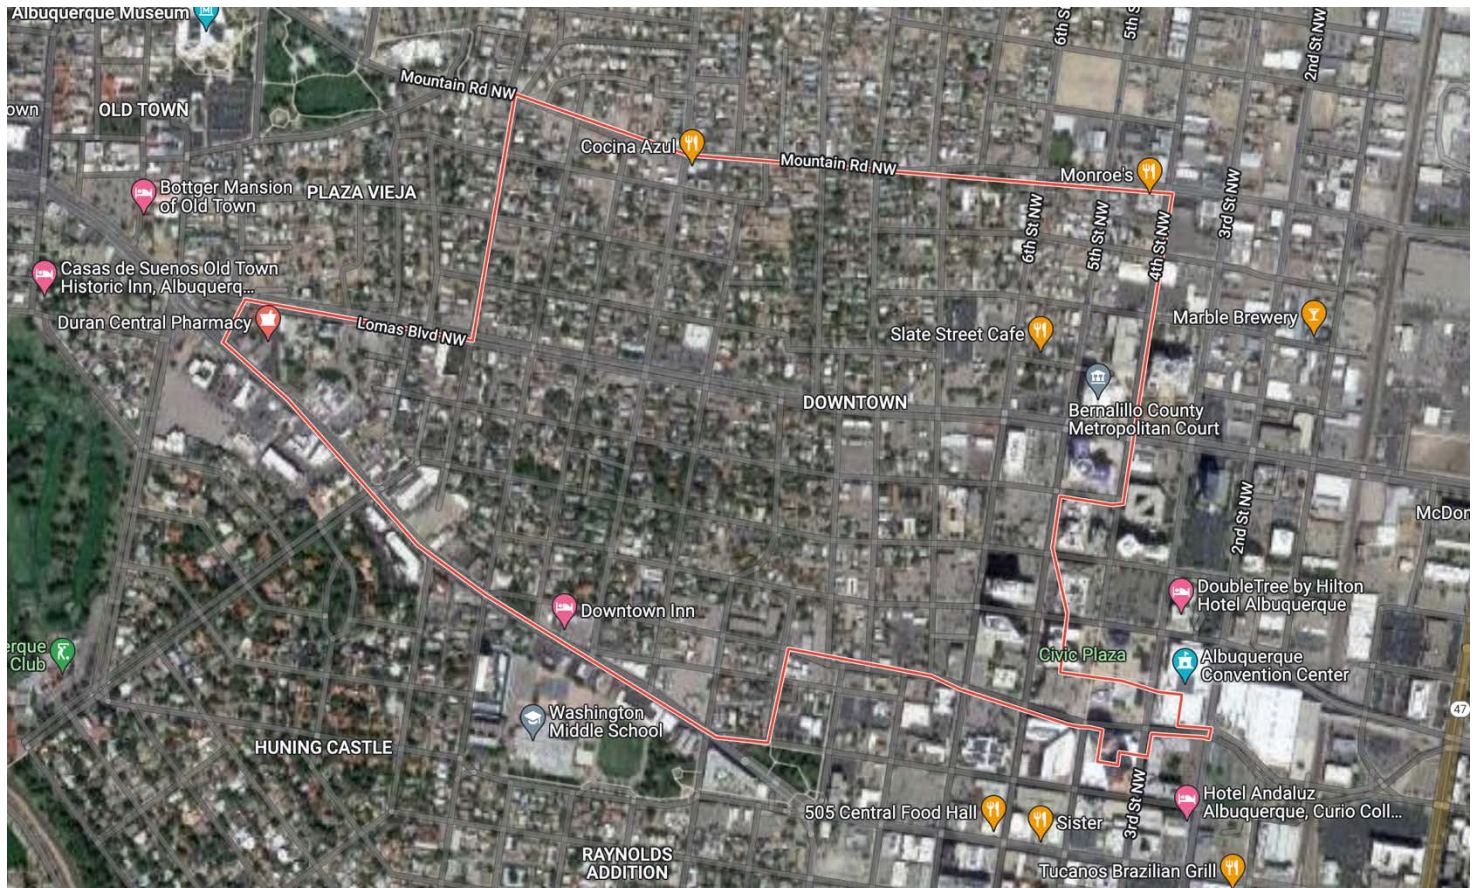 Albuquerque Museum
6th S
5th S
2nd St NW
Mountain Rd NW
own
OLD TOWN
Cocina Azul
Mountain Rd NW
Monroe's
Bottger Mansion
of Old Town
PLAZA VIEJA
3rd St NW
6th St NW
5th St NW
4th St NW
Casas de Suenos Old Town
Historic Inn, Albuquerq...
Duran Central Pharmacy
Lomas Blvd NW
Marble Brewery
Slate Street Cafe
DOWNTOWN
Bernalillo County
Metropolitan Court
2nd St NW
McDon
DoubleTree by Hilton
Hotel Albuquerque
Downtown Inn
erque
Club
Civic Plaza
Albuquerque
Convention Center
47
Washington
Middle School
HUNING CASTLE
3rd St NW
Hotel Andaluz
Albuquerque, Curio Coll...
505 Central Food Hall
Sister
RAYNOLDS
ADDITION
Tucanos Brazilian Grill